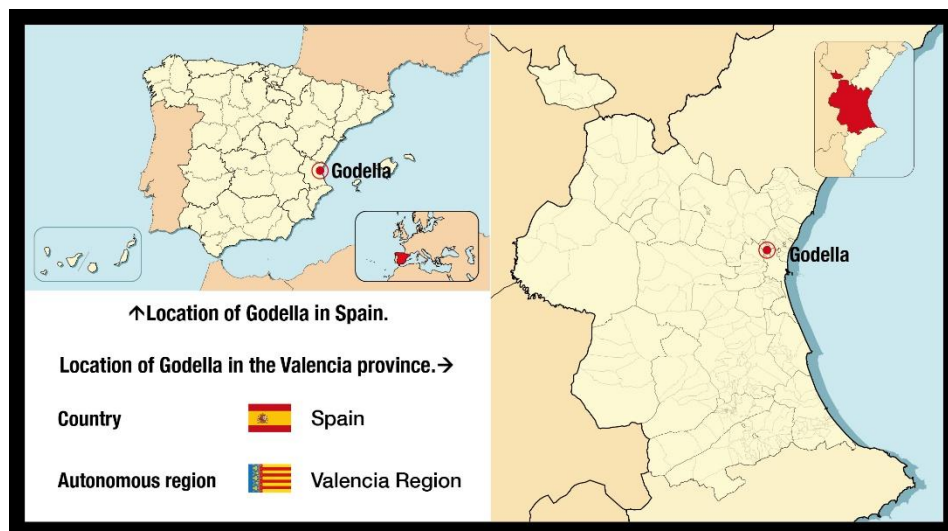 Godella
Godella
↑Location of Godella in Spain.
Location of Godella in the Valencia province.→
Country Spain
Autonomous region Valencia Region